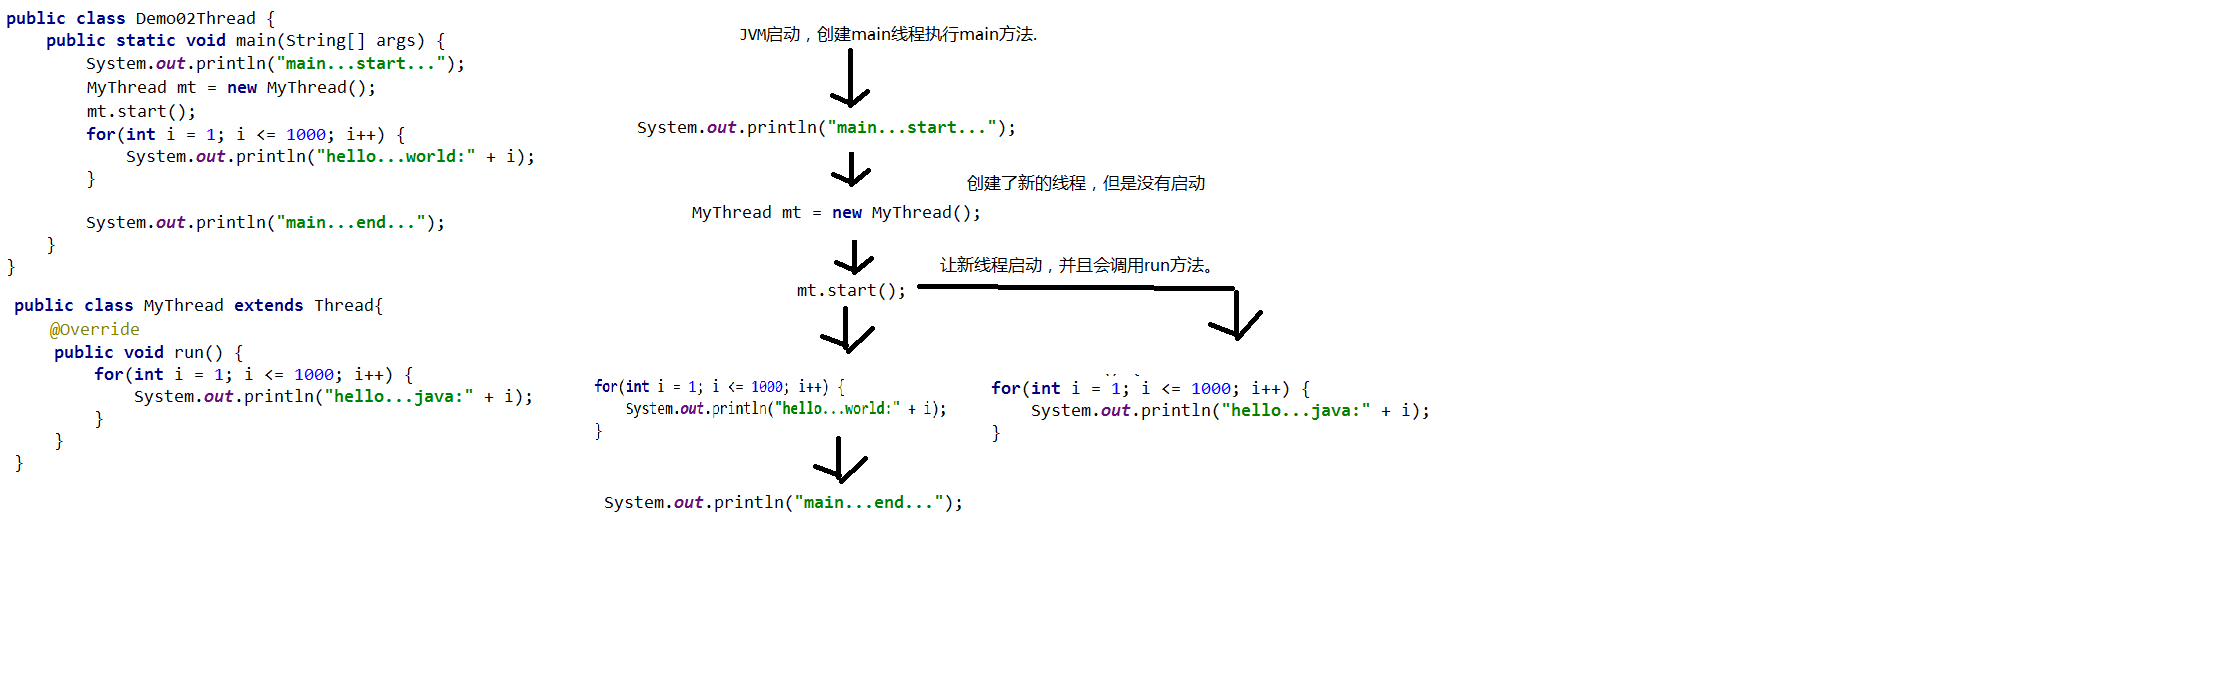 public class Demo02Thread {
public static void main(String[] args) {
System.out.println("main...start...");
MyThread mt = new MyThread();
mt.start();
for(int i = 1; i <= 1000; i++) {
System.out.println("hello...world:" + i);
}
System.out.println("main...end...");
}
}
public class MyThread extends Thread{
@Override
public void run() {
for(int i = 1; i <= 1000; i++) {
System.out.println("hello...java:" + i);
}
}
}
JVM启动，创建main线程执行main方法.
System.out.println("main...start...");
创建了新的线程，但是没有启动
MyThread mt = new MyThread();
让新线程启动，并且会调用run方法。
mt.start();
for(int i = 1; i <= 1000; i++) {
System.out.println("hello...world:" + i);
}
for(int i = 1; i <= 1000; i++) {
System.out.println("hello...java:" + i);
}
System.out.println("main...end...");